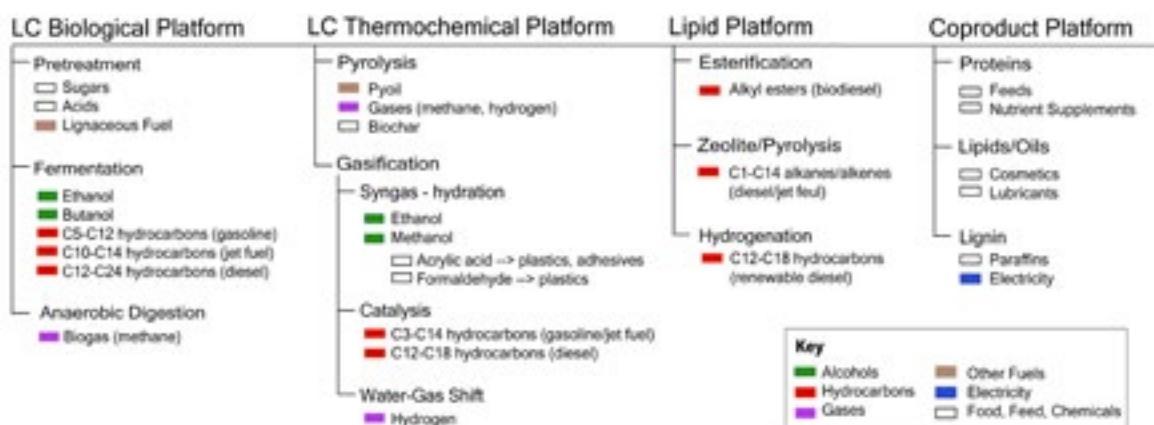 LC Biological Platform
Pretreatment
Sugars
Acids
Lignaceous Fuel
Fermentation
Ethanol
Butanol
C5-C12 hydrocarbons (gasoline)
C10-C14 hydrocarbons (jet fuel)
C12-C24 hydrocarbons (diesel)
Anaerobic Digestion
Biogas (methane)
LC Thermochemical Platform
Pyrolysis
Pyoil
Gases (methane, hydrogen)
Biochar
Gasification
Syngas - hydration
Ethanol
Methanol
Acrylic acid --> plastics, adhesives
Formaldehyde --> plastics
Catalysis
C3-C14 hydrocarbons (gasoline/jet fuel)
C12-C18 hydrocarbons (diesel)
Water-Gas Shift
Hydrogen
Lipid Platform
Esterification
Alkyl esters (biodiesel)
Zeolite/Pyrolysis
C1-C14 alkanes/alkenes
(diesel/jet feul)
Hydrogenation
C12-C18 hydrocarbons
(renewable diesel)
Coproduct Platform
Proteins
Feeds
Nutrient Supplements
Lipids/Oils
Cosmetics
Lubricants
Lignin
Paraffins
Electricity
Key
Alcohols
Hydrocarbons
Gases
Other Fuels
Electricity
Food, Feed, Chemicals